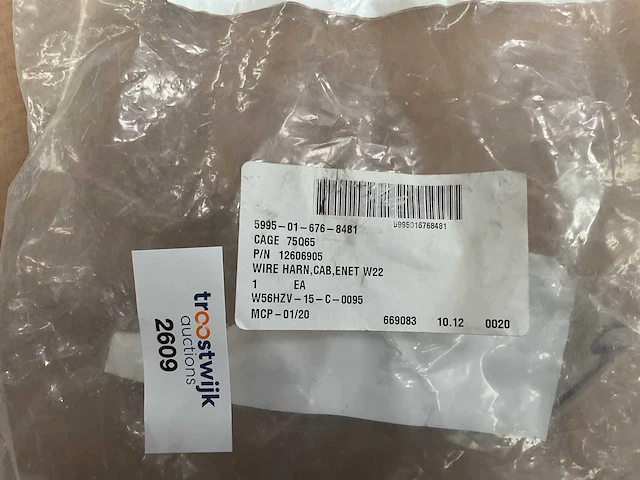 5995-01-676-8481
5995016768481
CAGE 75Q65
P/N 12606905
WIRE HARN,CAB,ENET W22
1 EA
W56HZV-15-C-0095
MCP-01/20 669083 10.12 0020
troostwijk
auctions
2609